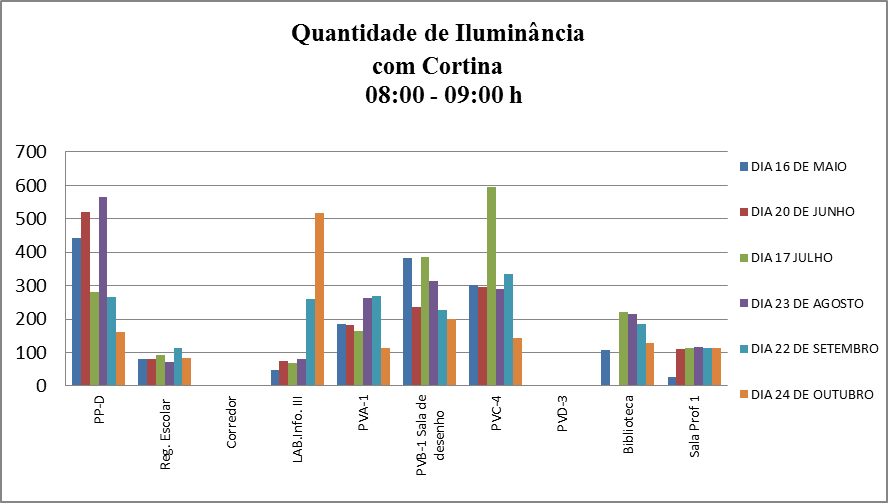 Quantidade de Iluminância
com Cortina
08:00 - 09:00 h
700
600
500
400
300
200
100
0
PP-D
Reg. Escolar
Corredor
LAB.Info. III
PVA-1
PVB-1 Sala de
desenho
PVC-4
PVD-3
Biblioteca
Sala Prof 1
DIA 16 DE MAIO
DIA 20 DE JUNHO
DIA 17 JULHO
DIA 23 DE AGOSTO
DIA 22 DE SETEMBRO
DIA 24 DE OUTUBRO